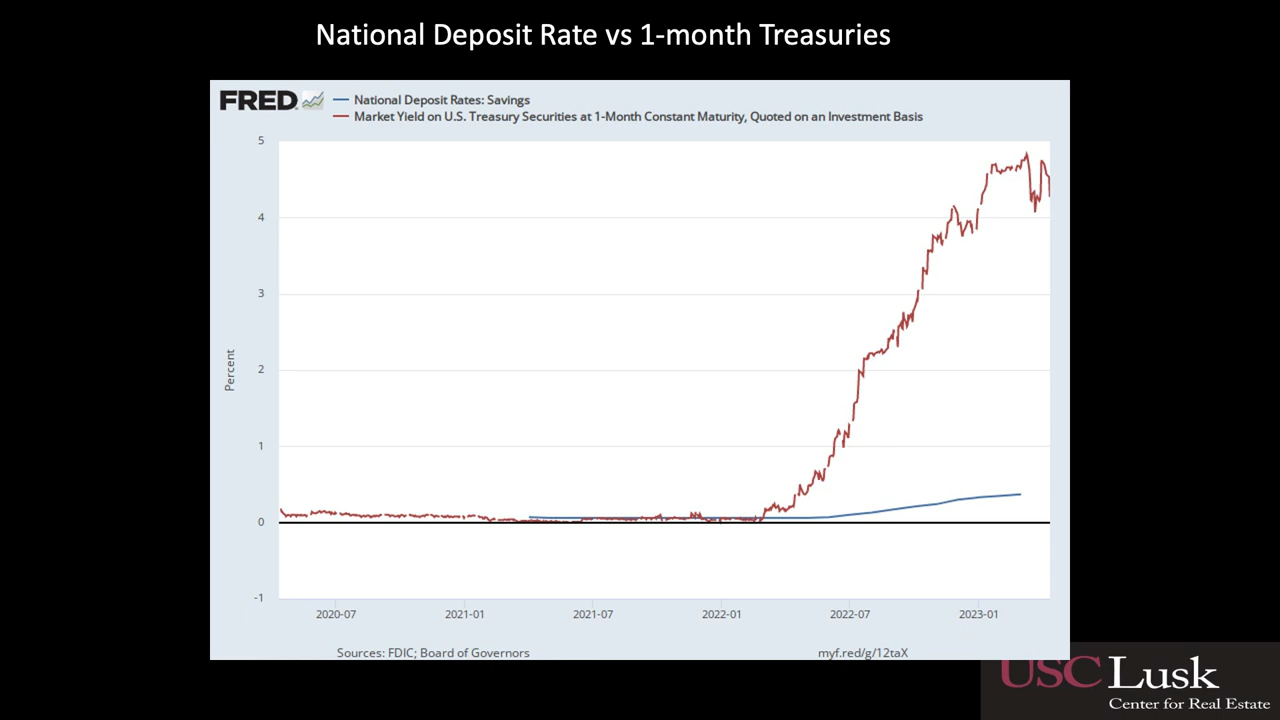 National Deposit Rate vs 1-month Treasuries
FRED
National Deposit Rates: Savings
Market Yield on U.S. Treasury Securities at 1-Month Constant Maturity, Quoted on an Investment Basis
5
4
3
2
1
0
-1
Percent
2020-07 2021-01 2021-07 2022-01 2022-07 2023-01
Sources: FDIC; Board of Governors myf.red/g/12taX
USC Lusk
Center for Real Estate